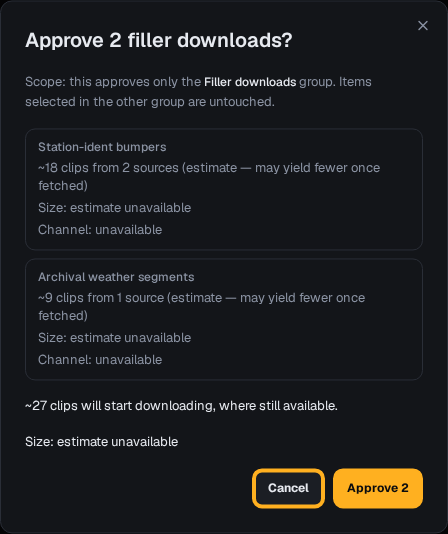 Approve 2 filler downloads?
Scope: this approves only the Filler downloads group. Items
selected in the other group are untouched.
Station-ident bumpers
~18 clips from 2 sources (estimate — may yield fewer once
fetched)
Size: estimate unavailable
Channel: unavailable
Archival weather segments
~9 clips from 1 source (estimate — may yield fewer once
fetched)
Size: estimate unavailable
Channel: unavailable
~27 clips will start downloading, where still available.
Size: estimate unavailable
Cancel
Approve 2